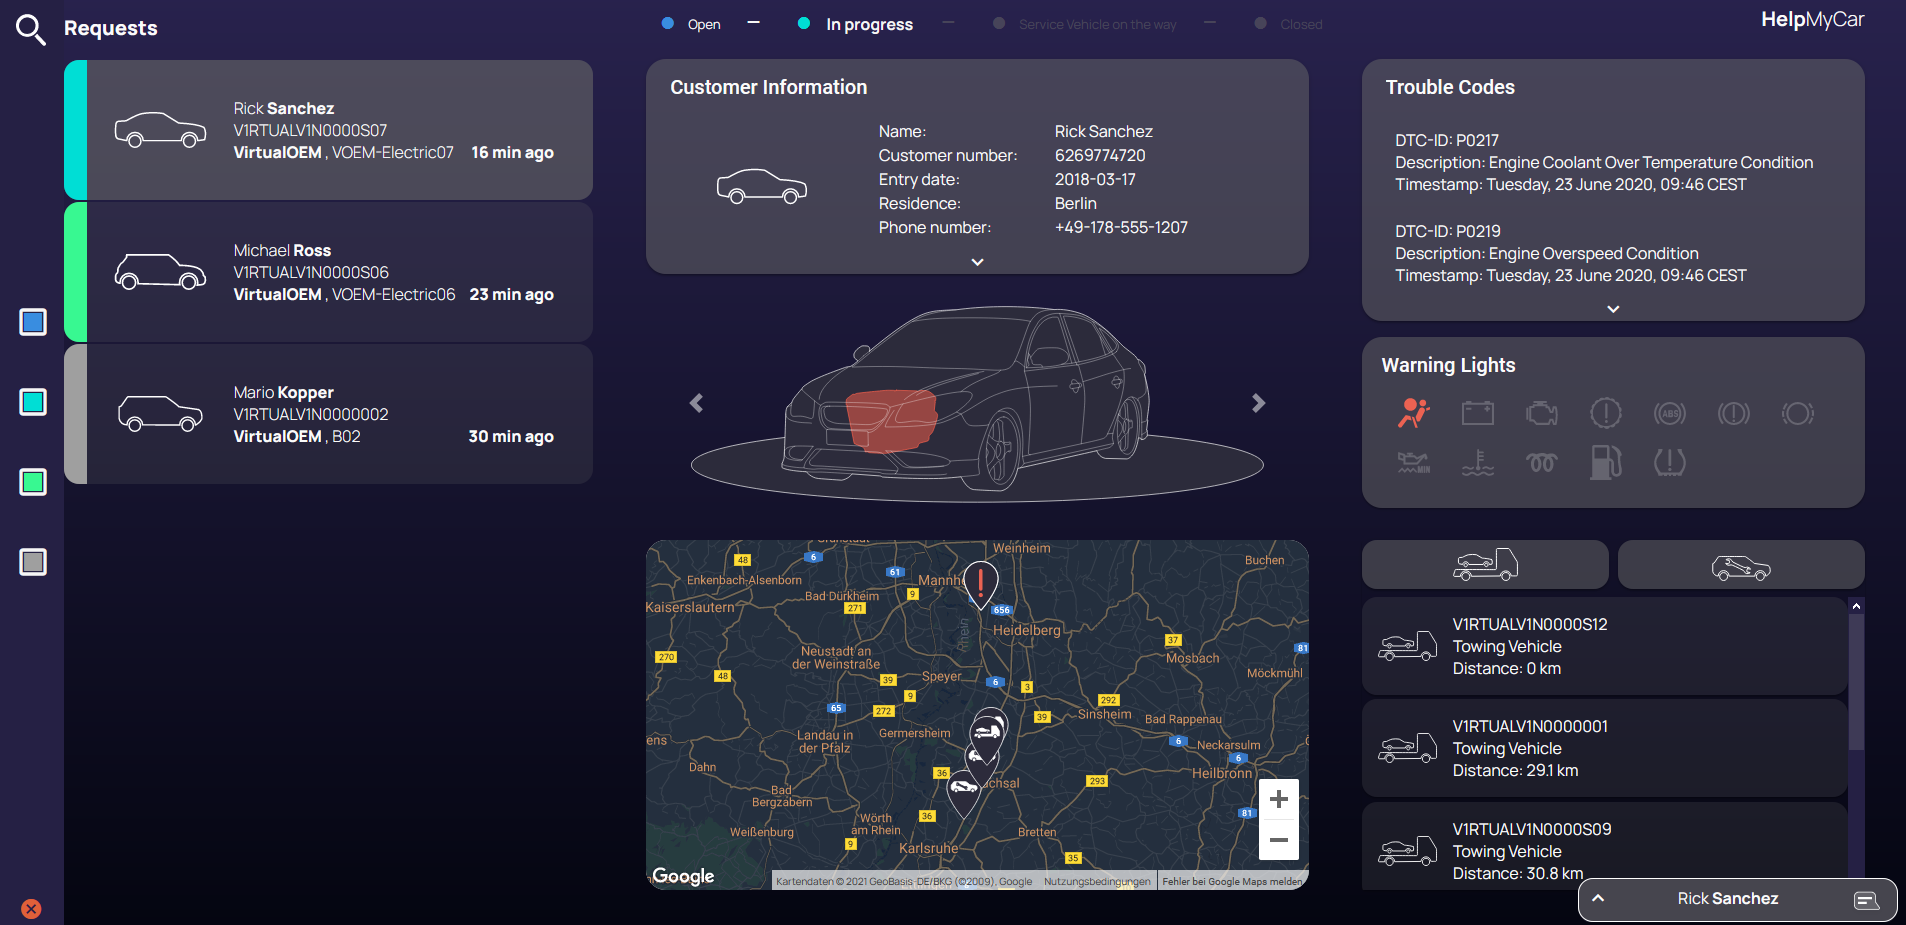 Requests
Open
In progress
Service Vehicle on the way
Closed
HelpMyCar
Rick Sanchez
V1RTUALV1N0000S07
VirtualOEM , VOEM-Electric07 16 min ago
Michael Ross
V1RTUALV1N0000S06
VirtualOEM , VOEM-Electric06 23 min ago
Mario Kopper
V1RTUALV1N0000002
VirtualOEM , B02 30 min ago
Customer Information
Name: Rick Sanchez
Customer number: 6269774720
Entry date: 2018-03-17
Residence: Berlin
Phone number: +49-178-555-1207
Trouble Codes
DTC-ID: P0217
Description: Engine Coolant Over Temperature Condition
Timestamp: Tuesday, 23 June 2020, 09:46 CEST
DTC-ID: P0219
Description: Engine Overspeed Condition
Timestamp: Tuesday, 23 June 2020, 09:46 CEST
Warning Lights
ABS
MIN
Weinheim
48
6
Buchen
61
Enkenbach-Alsenborn
Mannh
Bad Dürkheim
9
Kaiserslautern
271
656
Heidelberg
Rhein
37
81
Neustadt an
der Weinstraße
270
Mosbach
48
Speyer
Möckmühl
39
6
3
9
292
65
272
39
Sinsheim
Bad Rappenau
Germersheim
Landau in
der Pfalz
ens
6
Neckarsulm
6
Dahn
36
Heilbronn
chsal
293
Bad
Bergzabern
81
36
Wörth
am Rhein
Weißenburg
Bretten
9
Karlsruhe
35
Google
Kartendaten © 2021 GeoBasis-DE/BKG (©2009), Google
Nutzungsbedingungen
Fehler bei Google Maps melden
V1RTUALV1N0000S12
Towing Vehicle
Distance: 0 km
V1RTUALV1N0000001
Towing Vehicle
Distance: 29.1 km
V1RTUALV1N0000S09
Towing Vehicle
Distance: 30.8 km
Rick Sanchez